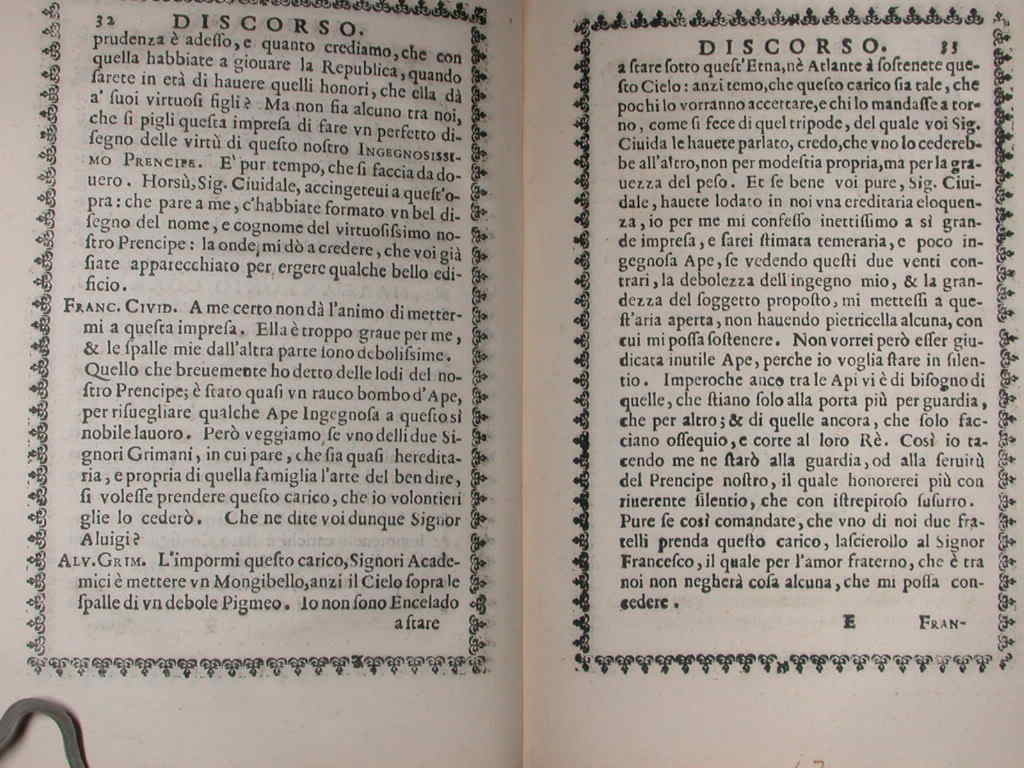 32 DISCORSO.
prudenza è adeſſo, e quanto crediamo, che con
quella habbiate a giouare la Republica, quando
ſarete in età di hauere quelli honori, che ella dà
a' ſuoi virtuoſi figli? Ma non ſia alcuno tra noi,
che ſi pigli queſta impreſa di fare vn perfetto di-
ſegno delle virtù di queſto noſtro INGEGNOSISSI-
MO PRENCIPE. E' pur tempo, che ſi faccia da do-
uero. Horsù, Sig. Ciuidale, accingeteui a queſt'o-
pra: che pare a me, c'habbiate formato vn bel di-
ſegno del nome, e cognome del virtuoſiſſimo no-
ſtro Prencipe: la onde mi dò a credere, che voi già
ſiate apparecchiato per ergere qualche bello edi-
ficio.
FRANC. CIVID. A me certo non dà l'animo di metter-
mi a queſta impreſa. Ella è troppo graue per me,
& le ſpalle mie dall'altra parte ſono deboliſſime.
Quello che breuemente ho detto delle lodi del no-
ſtro Prencipe; è ſtato quaſi vn rauco bombo d'Ape,
per riſuegliare qualche Ape Ingegnoſa a queſto sì
nobile lauoro. Però veggiamo, ſe vno delli due Si-
gnori Grimani, in cui pare, che ſia quaſi heredita-
ria, e propria di quella famiglia l'arte del ben dire,
ſi voleſſe prendere queſto carico, che io volontieri
glie lo cederò. Che ne dite voi dunque Signor
Aluigi?
ALV. GRIM. L'impormi queſto carico, Signori Acade-
mici è mettere vn Mongibello, anzi il Cielo ſopra le
ſpalle di vn debole Pigmeo. Io non ſono Encelado
a ſtare
DISCORSO. 33
a ſtare ſotto queſt'Etna, nè Atlante à ſoſtenete que-
ſto Cielo: anzi temo, che queſto carico ſia tale, che
pochi lo vorranno accettare, e chi lo mandaſſe a tor-
no, come ſi fece di quel tripode, del quale voi Sig.
Ciuida le hauete parlato, credo, che vno lo cedereb-
be all'altro, non per modeſtia propria, ma per la gra-
uezza del peſo. Et ſe bene voi pure, Sig. Ciui-
dale, hauete lodato in noi vna ereditaria eloquen-
za, io per me mi confeſſo inettiſſimo a sì gran-
de impreſa, e ſarei ſtimata temeraria, e poco in-
gegnoſa Ape, ſe vedendo queſti due venti con-
trari, la debolezza dell'ingegno mio, & la gran-
dezza del ſoggetto propoſto, mi metteſſi a que-
ſt'aria aperta, non hauendo pietricella alcuna, con
cui mi poſſa ſoſtenere. Non vorrei però eſſer giu-
dicata inutile Ape, perche io voglia ſtare in ſilen-
tio. Imperoche anco tra le Api vi è di biſogno di
quelle, che ſtiano ſolo alla porta più per guardia,
che per altro; & di quelle ancora, che ſolo fac-
ciano oſſequio, e corte al loro Rè. Così io ta-
cendo me ne ſtarò alla guardia, od alla ſeruitù
del Prencipe noſtro, il quale honorerei più con
riuerente ſilentio, che con iſtrepiroſo ſuſurro.
Pure ſe così comandate, che vno di noi due fra-
telli prenda queſto carico, laſcierollo al Signor
Franceſco, il quale per l'amor fraterno, che è tra
noi non negherà coſa alcuna, che mi poſſa con-
cedere.
E FRAN-